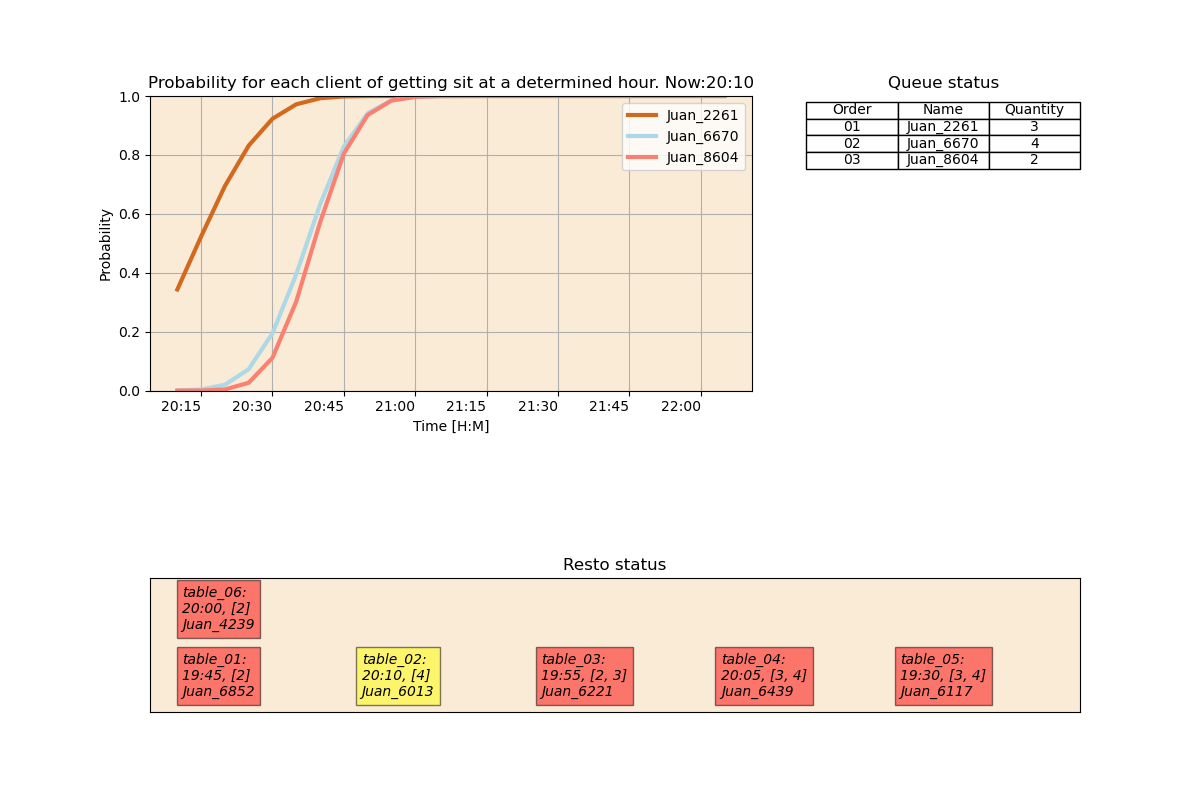 Probability for each client of getting sit at a determined hour. Now:20:10
1.0
0.8
0.6
0.4
0.2
0.0
Probability
20:15 20:30 20:45 21:00 21:15 21:30 21:45 22:00
Time [H:M]
Juan_2261
Juan_6670
Juan_8604
Queue status
Order Name Quantity
01 Juan_2261 3
02 Juan_6670 4
03 Juan_8604 2
Resto status
table_06:
20:00, [2]
Juan_4239
table_01:
19:45, [2]
Juan_6852
table_02:
20:10, [4]
Juan_6013
table_03:
19:55, [2, 3]
Juan_6221
table_04:
20:05, [3, 4]
Juan_6439
table_05:
19:30, [3, 4]
Juan_6117